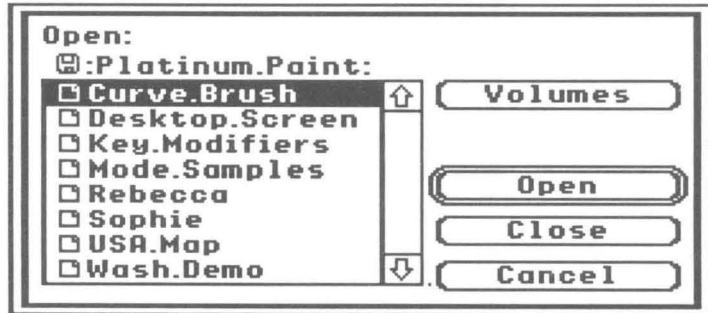 Open:
:Platinum.Paint:
Curve.Brush
Desktop.Screen
Key.Modifiers
Mode.Samples
Rebecca
Sophie
USA.Map
Wash.Demo
Volumes
Open
Close
Cancel